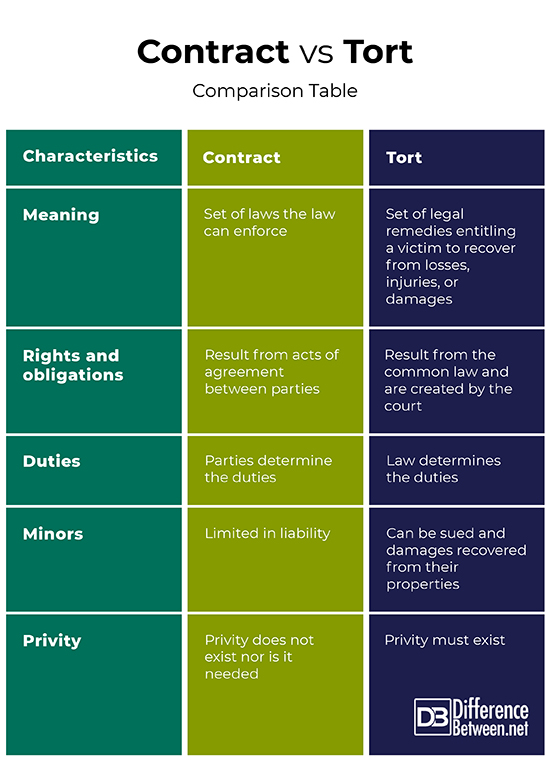 Contract vs Tort
Comparison Table
Characteristics
Contract
Tort
Meaning
Set of laws the law
can enforce
Set of legal
remedies entitling
a victim to recover
from losses,
injuries, or
damages
Rights and
obligations
Result from acts of
agreement
between parties
Result from the
common law and
are created by the
court
Duties
Parties determine
the duties
Law determines
the duties
Minors
Limited in liability
Can be sued and
damages recovered
from their
properties
Privity
Privity does not
exist nor is it
needed
Privity must exist
DB Difference
Between.net